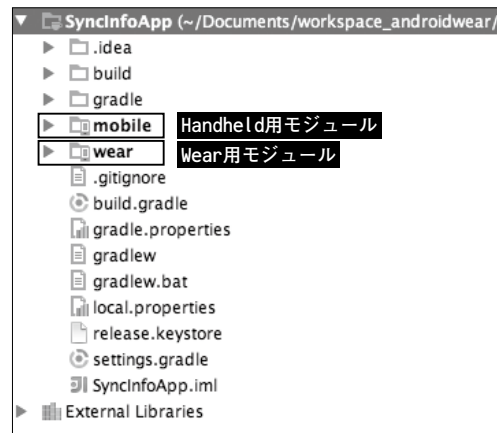 SyncInfoApp (~/Documents/workspace_androidwear/
.idea
build
gradle
mobile Handheld用モジュール
wear Wear用モジュール
.gitignore
build.gradle
gradle.properties
gradlew
gradlew.bat
local.properties
release.keystore
settings.gradle
SyncInfoApp.iml
External Libraries